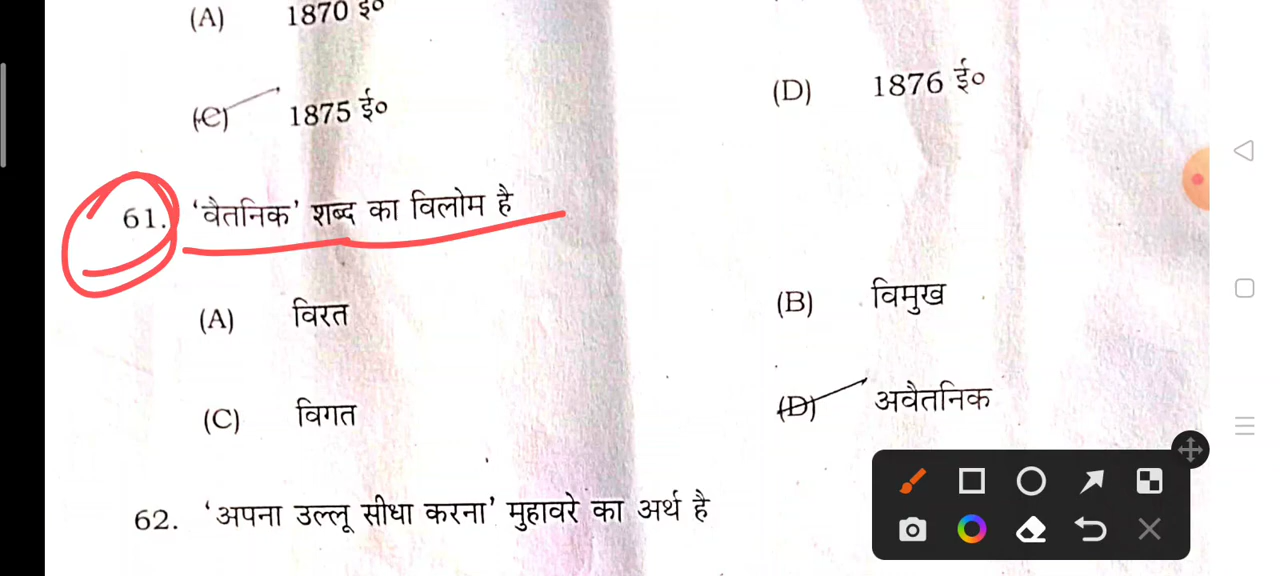 (A) 1870 ई०
(C) 1875 ई०
(D) 1876 ई०
61. 'वैतनिक' शब्द का विलोम है
(A) विरत
(B) विमुख
(C) विगत
(D) अवैतनिक
62. 'अपना उल्लू सीधा करना' मुहावरे का अर्थ है